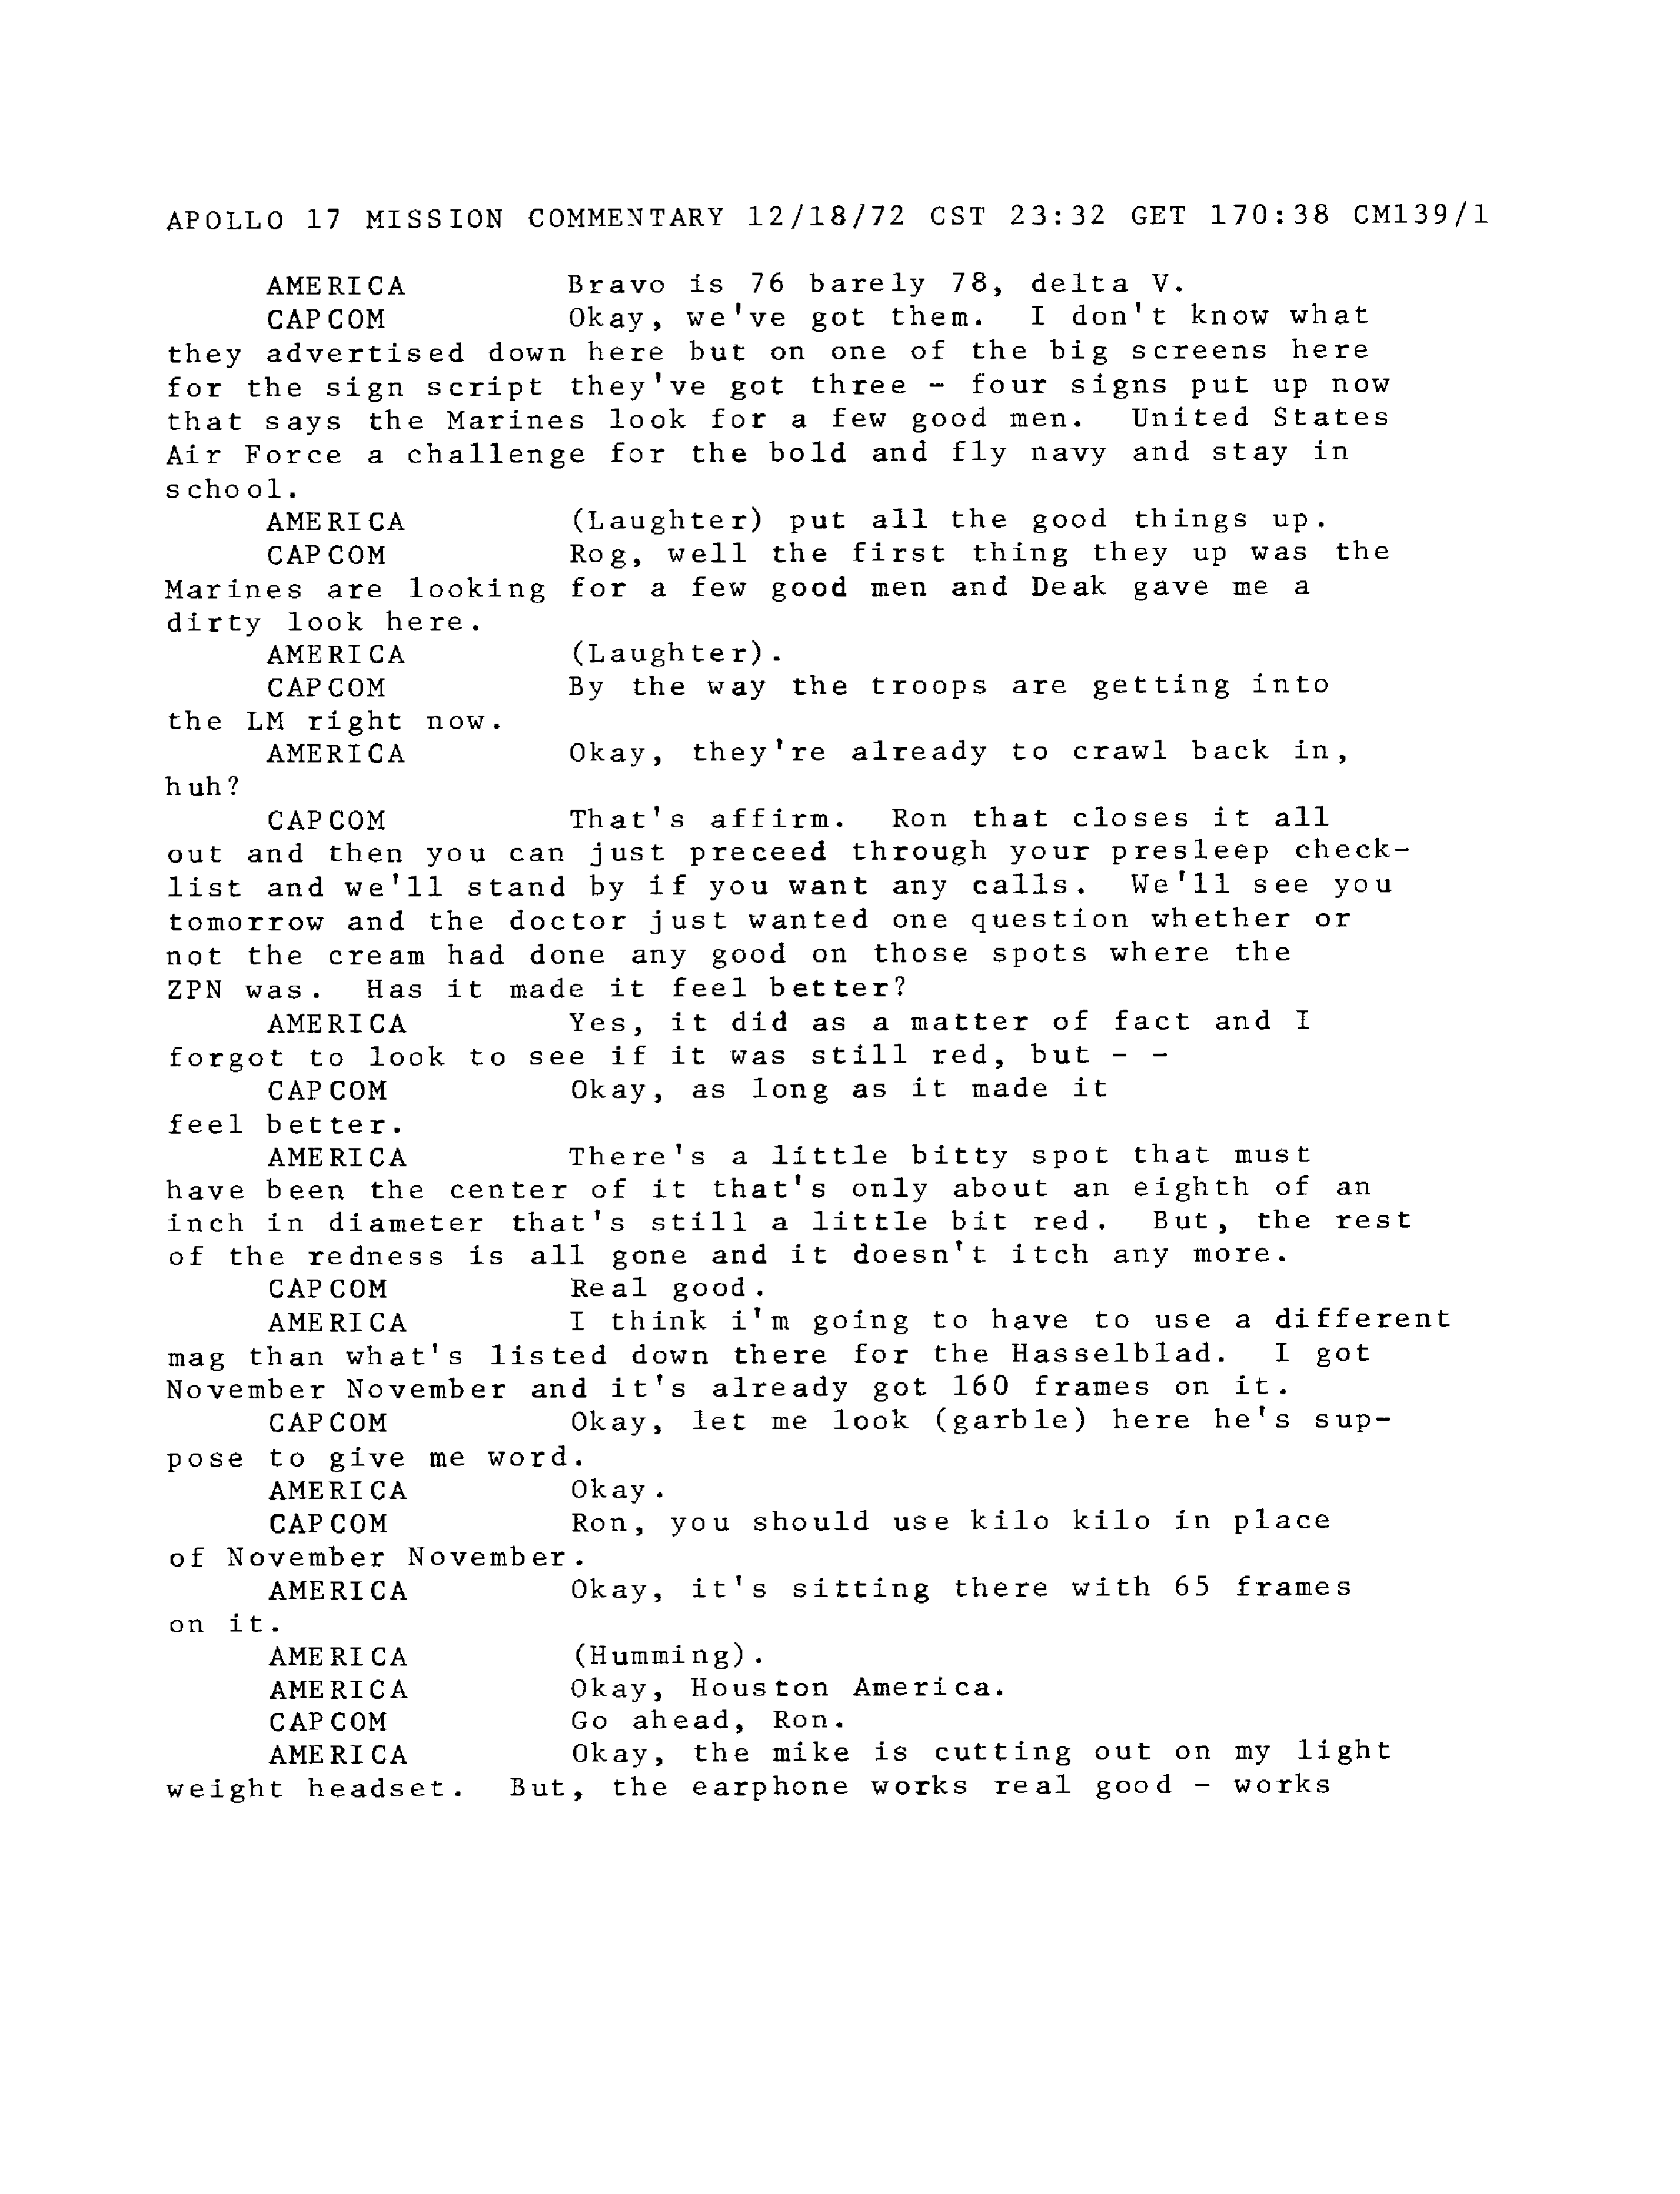 APOLLO 17 MISSION COMMENTARY 12/18/72 CST 23:32 GET 170:38 CM139/1
AMERICA Bravo is 76 barely 78, delta V.
CAPCOM Okay, we've got them. I don't know what
they advertised down here but on one of the big screens here
for the sign script they've got three - four signs put up now
that says the Marines look for a few good men. United States
Air Force a challenge for the bold and fly navy and stay in
school.
AMERICA (Laughter) put all the good things up.
CAPCOM Rog, well the first thing they up was the
Marines are looking for a few good men and Deak gave me a
dirty look here.
AMERICA (Laughter).
CAPCOM By the way the troops are getting into
the LM right now.
AMERICA Okay, they're already to crawl back in,
huh?
CAPCOM That's affirm. Ron that closes it all
out and then you can just preceed through your presleep check-
list and we'll stand by if you want any calls. We'll see you
tomorrow and the doctor just wanted one question whether or
not the cream had done any good on those spots where the
ZPN was. Has it made it feel better?
AMERICA Yes, it did as a matter of fact and I
forgot to look to see if it was still red, but - -
CAPCOM Okay, as long as it made it
feel better.
AMERICA There's a little bitty spot that must
have been the center of it that's only about an eighth of an
inch in diameter that's still a little bit red. But, the rest
of the redness is all gone and it doesn't itch any more.
CAPCOM Real good.
AMERICA I think i'm going to have to use a different
mag than what's listed down there for the Hasselblad. I got
November November and it's already got 160 frames on it.
CAPCOM Okay, let me look (garble) here he's sup-
pose to give me word.
AMERICA Okay.
CAPCOM Ron, you should use kilo kilo in place
of November November.
AMERICA Okay, it's sitting there with 65 frames
on it.
AMERICA (Humming).
AMERICA Okay, Houston America.
CAPCOM Go ahead, Ron.
AMERICA Okay, the mike is cutting out on my light
weight headset. But, the earphone works real good - works